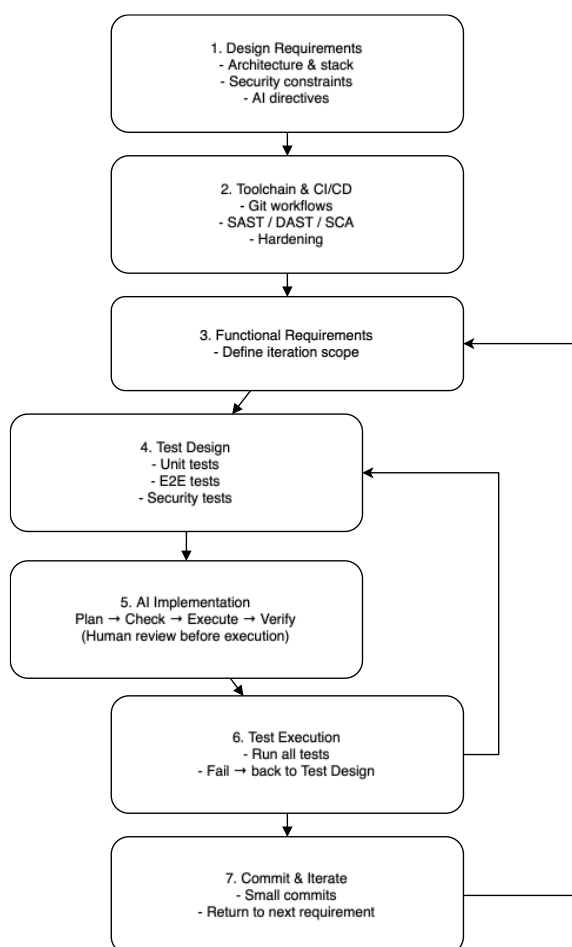 1. Design Requirements
- Architecture & stack
- Security constraints
- AI directives
2. Toolchain & CI/CD
- Git workflows
- SAST / DAST / SCA
- Hardening
3. Functional Requirements
- Define iteration scope
4. Test Design
- Unit tests
- E2E tests
- Security tests
5. AI Implementation
Plan → Check → Execute → Verify
(Human review before execution)
6. Test Execution
- Run all tests
- Fail → back to Test Design
7. Commit & Iterate
- Small commits
- Return to next requirement